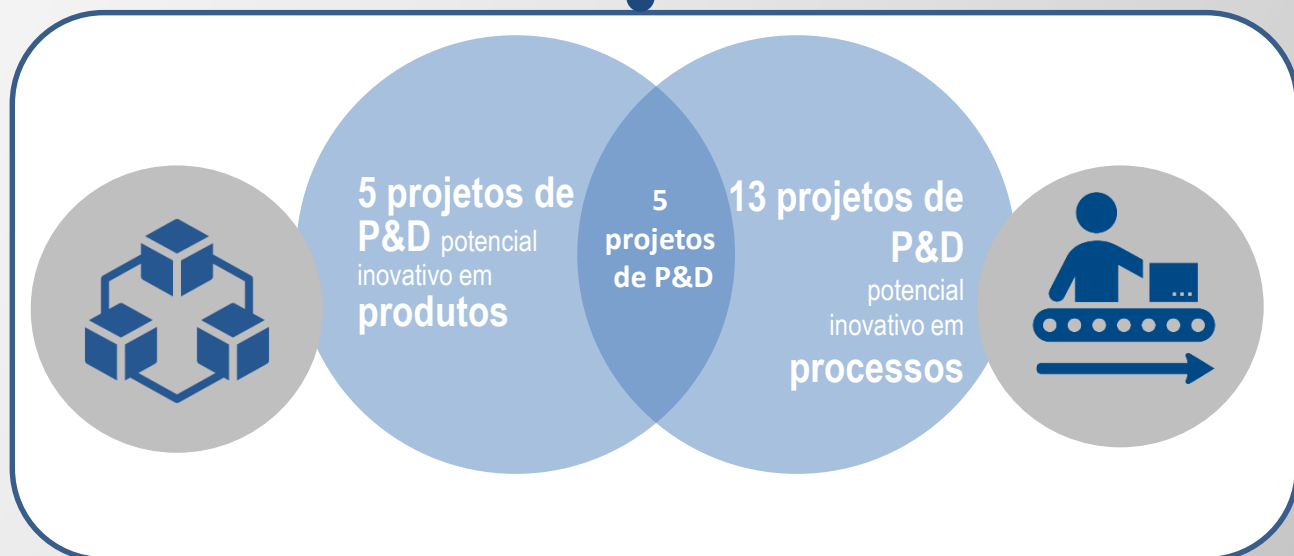 5 projetos de
P&D potencial
inovativo em
produtos
5
projetos
de P&D
13 projetos de
P&D
potencial
inovativo em
processos